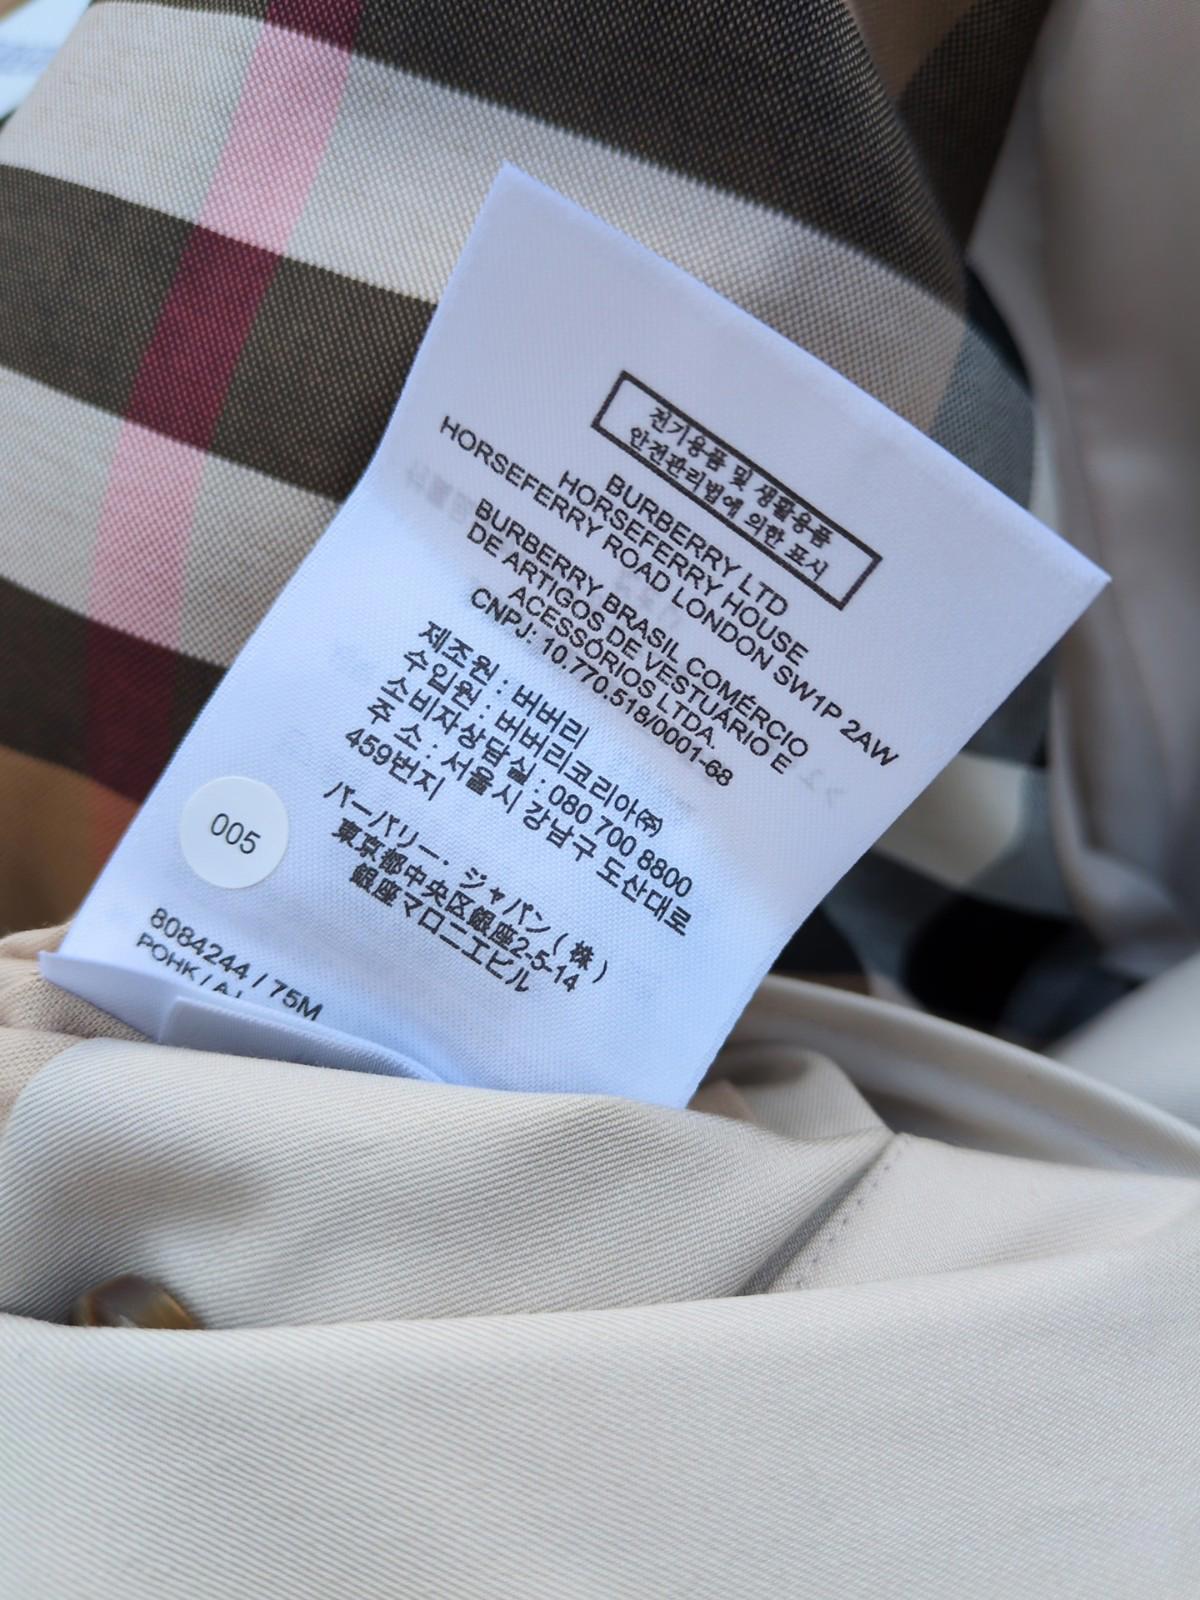 전기용품 및 생활용품
안전관리법에 의한 표시
BURBERRY LTD
HORSEFERRY HOUSE
HORSEFERRY ROAD LONDON SW1P 2AW
BURBERRY BRASIL COMÉRCIO
DE ARTIGOS DE VESTUÁRIO E
ACESSÓRIOS LTDA.
CNPJ: 10.770.518/0001-68
제조원 : 버버리
수입원 : 버버리코리아㈜
소비자상담실 : 080 700 8800
주 소 : 서울시 강남구 도산대로
459번지
バーバリー・ジャパン(株)
東京都中央区銀座2-5-14
銀座マロニエビル
005
8084244 / 75M
POHK /